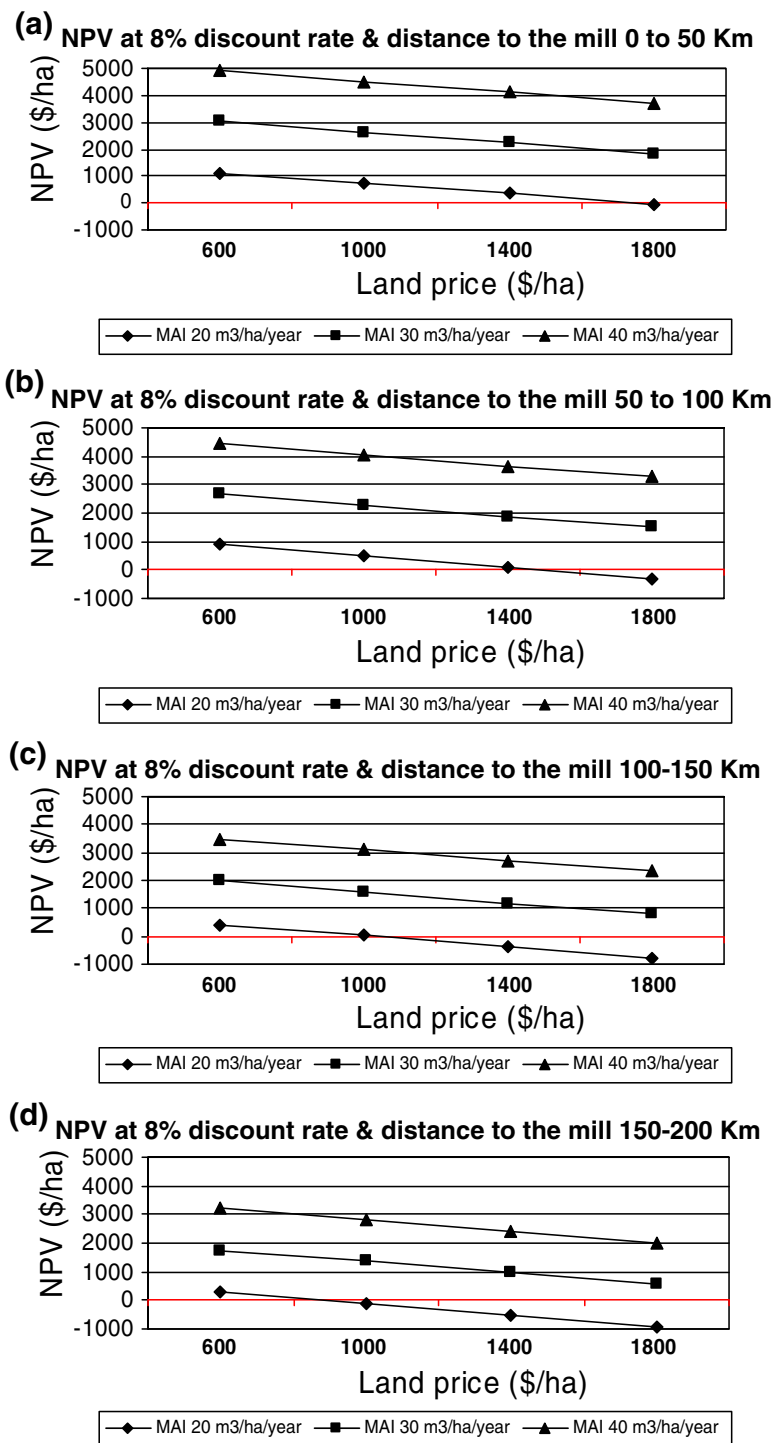 (a)
NPV at 8% discount rate & distance to the mill 0 to 50 Km
NPV ($/ha)
5000
4000
3000
2000
1000
0
-1000
600 1000 1400 1800
Land price ($/ha)
MAI 20 m3/ha/year MAI 30 m3/ha/year MAI 40 m3/ha/year
(b)
NPV at 8% discount rate & distance to the mill 50 to 100 Km
NPV ($/ha)
5000
4000
3000
2000
1000
0
-1000
600 1000 1400 1800
Land price ($/ha)
MAI 20 m3/ha/year MAI 30 m3/ha/year MAI 40 m3/ha/year
(c)
NPV at 8% discount rate & distance to the mill 100-150 Km
NPV ($/ha)
5000
4000
3000
2000
1000
0
-1000
600 1000 1400 1800
Land price ($/ha)
MAI 20 m3/ha/year MAI 30 m3/ha/year MAI 40 m3/ha/year
(d)
NPV at 8% discount rate & distance to the mill 150-200 Km
NPV ($/ha)
5000
4000
3000
2000
1000
0
-1000
600 1000 1400 1800
Land price ($/ha)
MAI 20 m3/ha/year MAI 30 m3/ha/year MAI 40 m3/ha/year